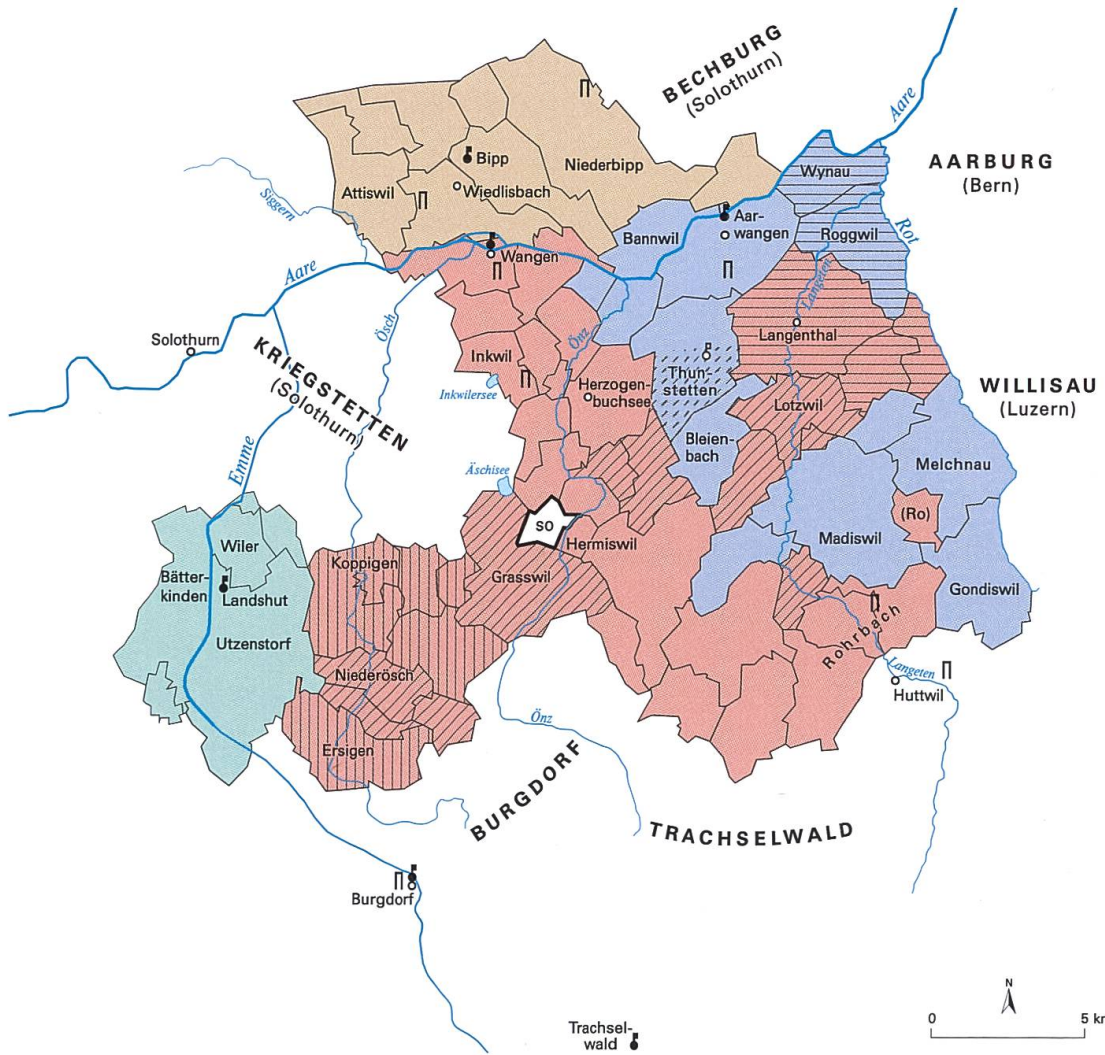 BECHBURG
(Solothurn)
Aare
AARBURG
(Bern)
Bipp
Niederbipp
Wynau
Attiswil
Wiedlisbach
Siggern
Aar-
wangen
Bannwil
Roggwil
Rot
Wangen
Aare
Langeten
Ösch
Solothurn
Önz
Langenthal
KRIEGSTETTEN
(Solothurn)
Inkwil
Inkwilersee
Herzogen-
buchsee
Thun-
stetten
WILLISAU
(Luzern)
Lotzwil
Bleien-
bach
Emme
Äschisee
Melchnau
(Ro)
SO
Hermiswil
Madiswil
Wiler
Koppigen
Grasswil
Bätter-
kinden
Landshut
Gondiswil
Utzenstorf
Rohrbach
Niederösch
Langeten
Huttwil
Önz
Ersigen
BURGDORF
TRACHSELWALD
Burgdorf
N
0
5 km
Trachsel-
wald